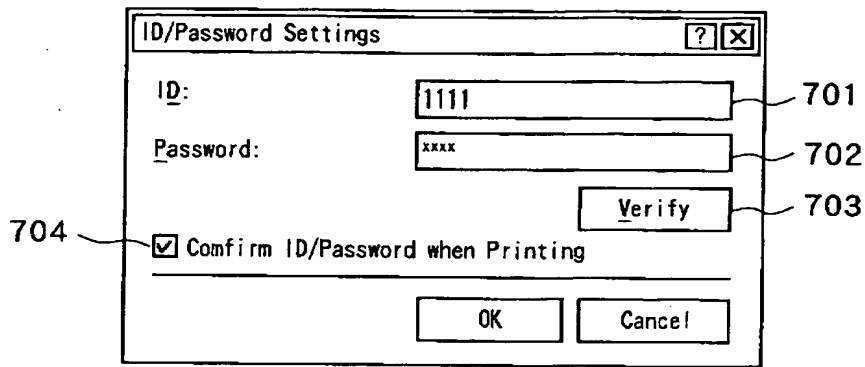 ID/Password Settings ? X
ID: 1111 701
Password: xxxx 702
Verify 703
704 Comfirm ID/Password when Printing
OK Cancel